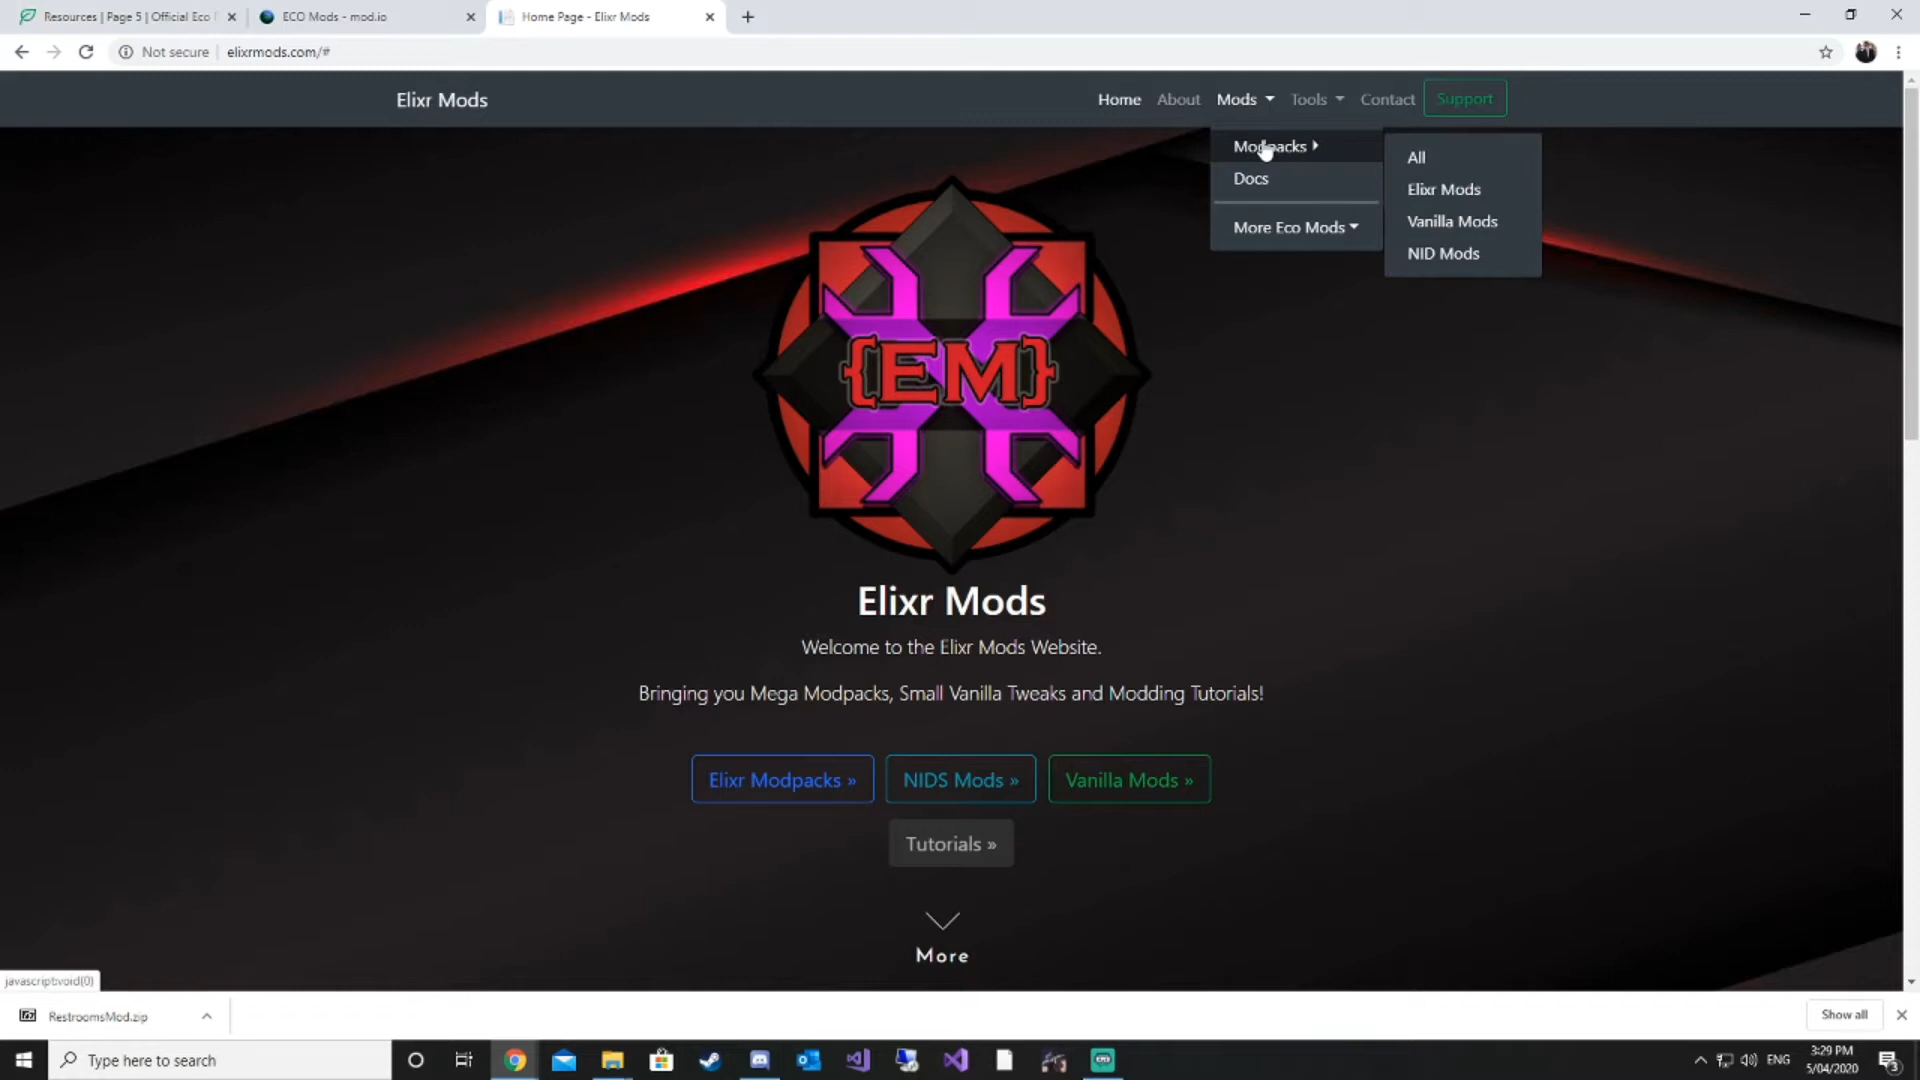 Resources | Page 5 | Official Eco
ECO Mods - mod.io
Home Page - Elixr Mods
Not secure
elixrmods.com/#
Elixr Mods
Home
About
Mods
Tools
Contact
Support
Modpacks
Docs
More Eco Mods
All
Elixr Mods
Vanilla Mods
NID Mods
{EM}
Elixr Mods
Welcome to the Elixr Mods Website.
Bringing you Mega Modpacks, Small Vanilla Tweaks and Modding Tutorials!
Elixr Modpacks »
NIDS Mods »
Vanilla Mods »
Tutorials »
More
javascript:void(0)
RestroomsMod.zip
Show all
Type here to search
ENG
3:29 PM
5/04/2020
3